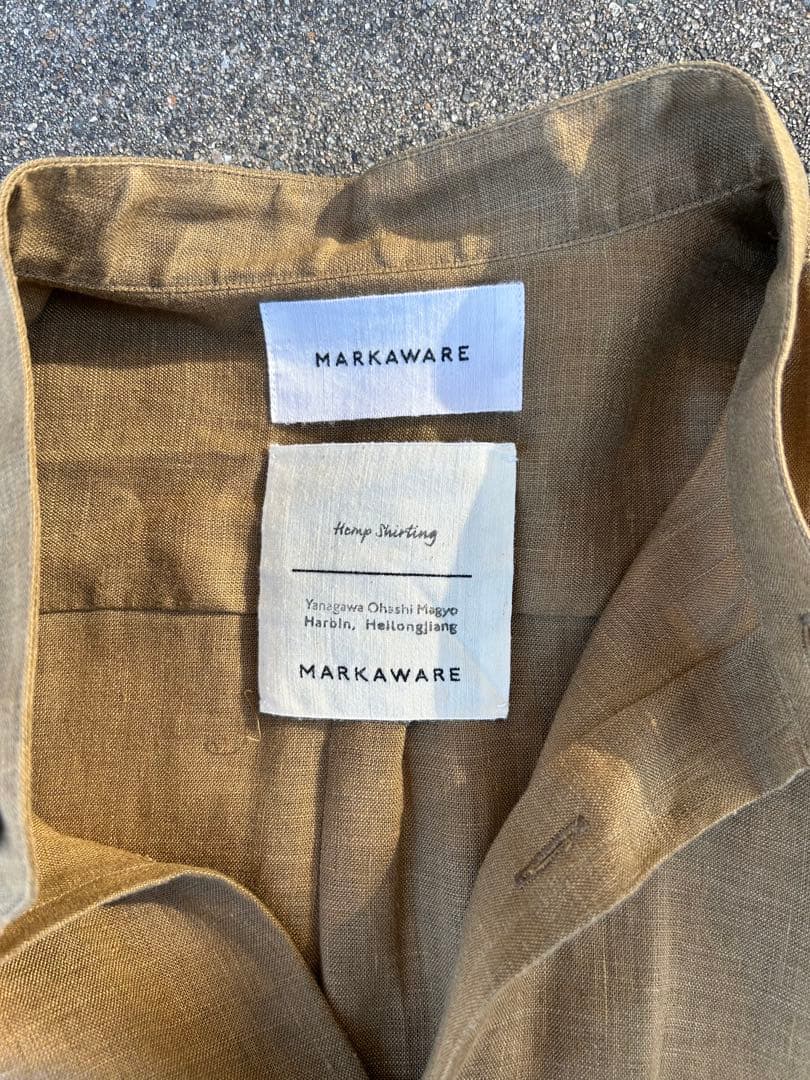 MARKAWARE
Hemp Shirting
Yanagawa Ohashi Magyo
Harbin, Heilongjiang
MARKAWARE